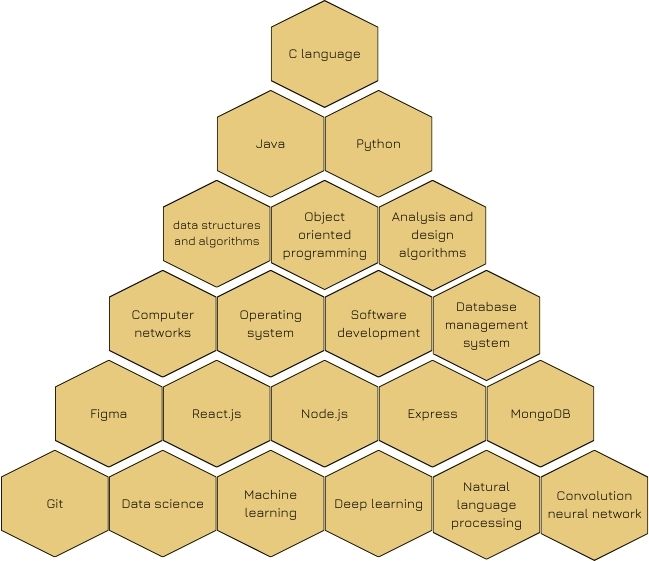 C language
Java
Python
data structures
and algorithms
Object
oriented
programming
Analysis and
design
algorithms
Computer
networks
Operating
system
Software
development
Database
management
system
Figma
React.js
Node.js
Express
MongoDB
Git
Data science
Machine
learning
Deep learning
Natural
language
processing
Convolution
neural network